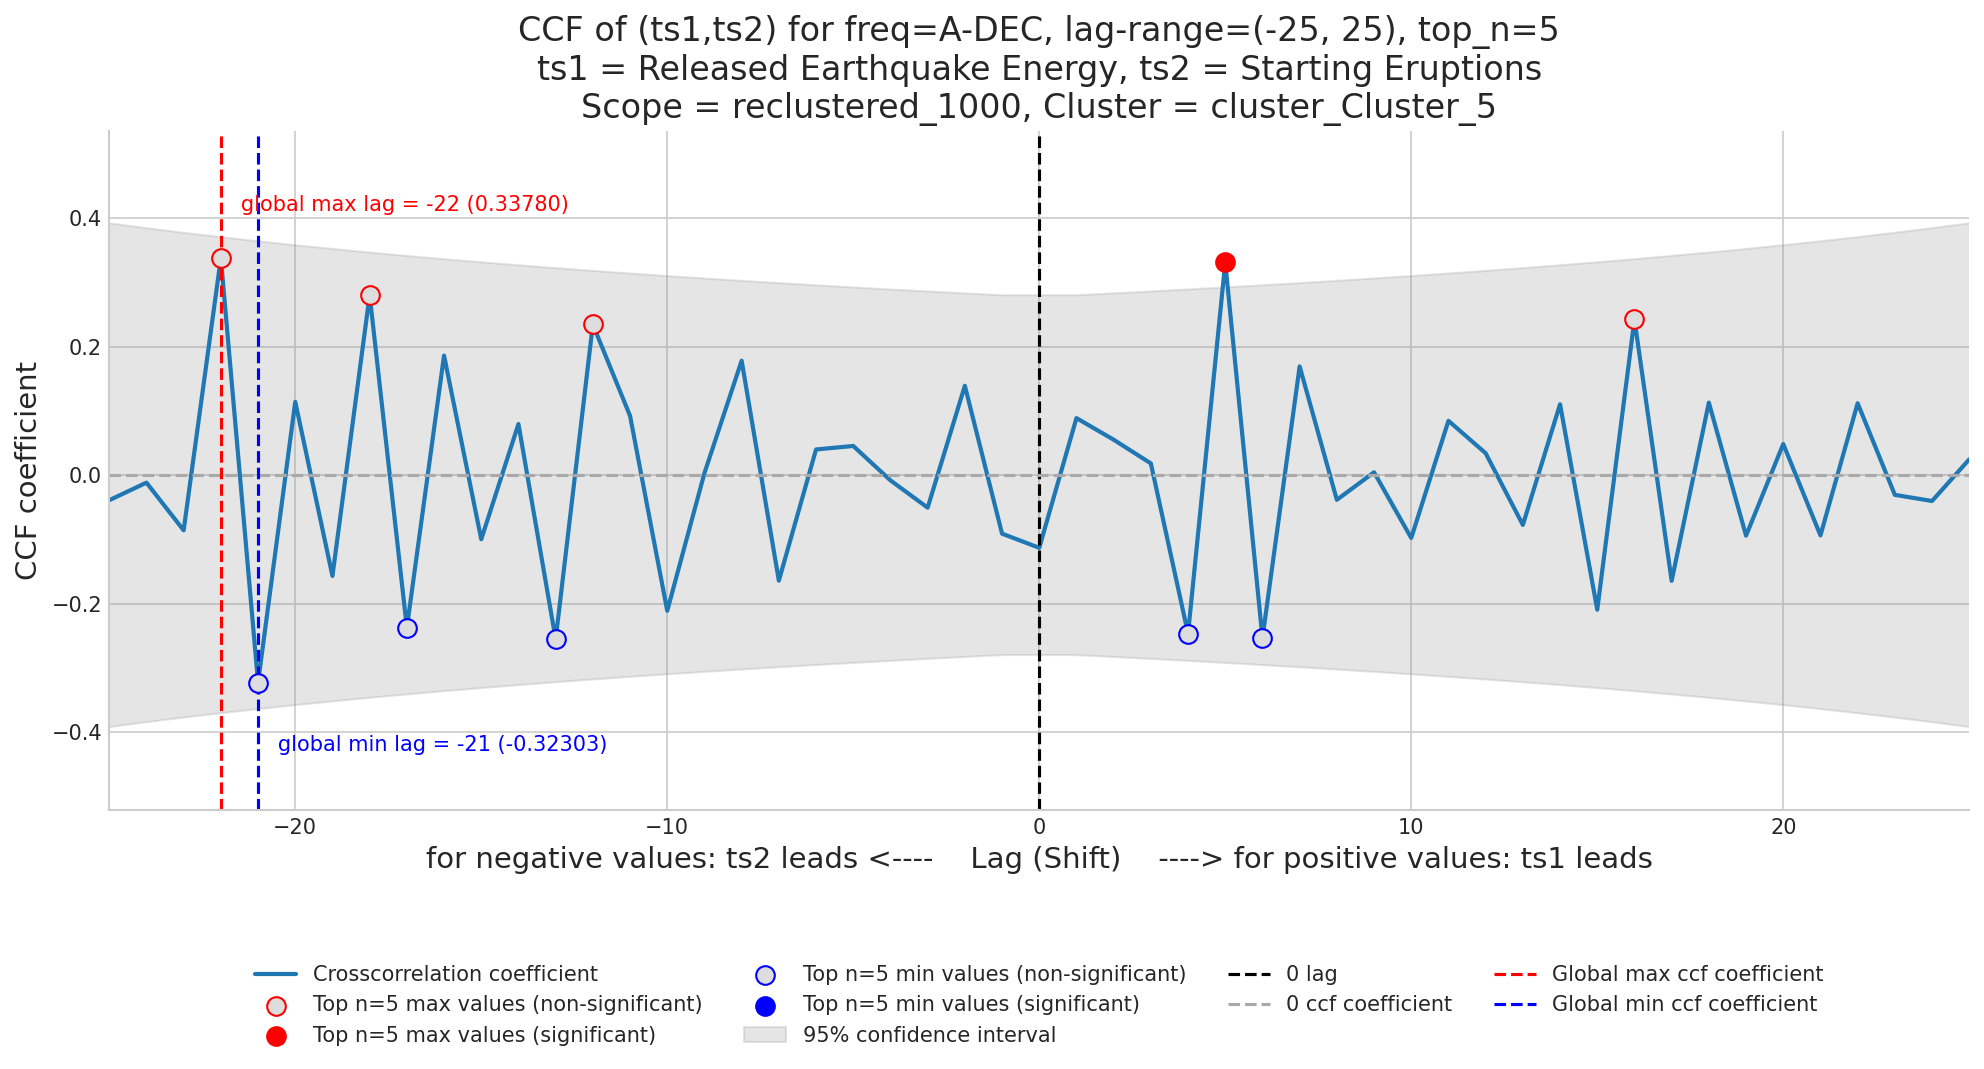 CCF of (ts1,ts2) for freq=A-DEC, lag-range=(-25, 25), top_n=5
ts1 = Released Earthquake Energy, ts2 = Starting Eruptions
Scope = reclustered_1000, Cluster = cluster_Cluster_5
global max lag = -22 (0.33780)
0.4
0.2
0.0
−0.2
−0.4
CCF coefficient
global min lag = -21 (-0.32303)
−20
−10
0
10
20
for negative values: ts2 leads <---- Lag (Shift) ----> for positive values: ts1 leads
Crosscorrelation coefficient
Top n=5 max values (non-significant)
Top n=5 max values (significant)
Top n=5 min values (non-significant)
Top n=5 min values (significant)
95% confidence interval
0 lag
0 ccf coefficient
Global max ccf coefficient
Global min ccf coefficient